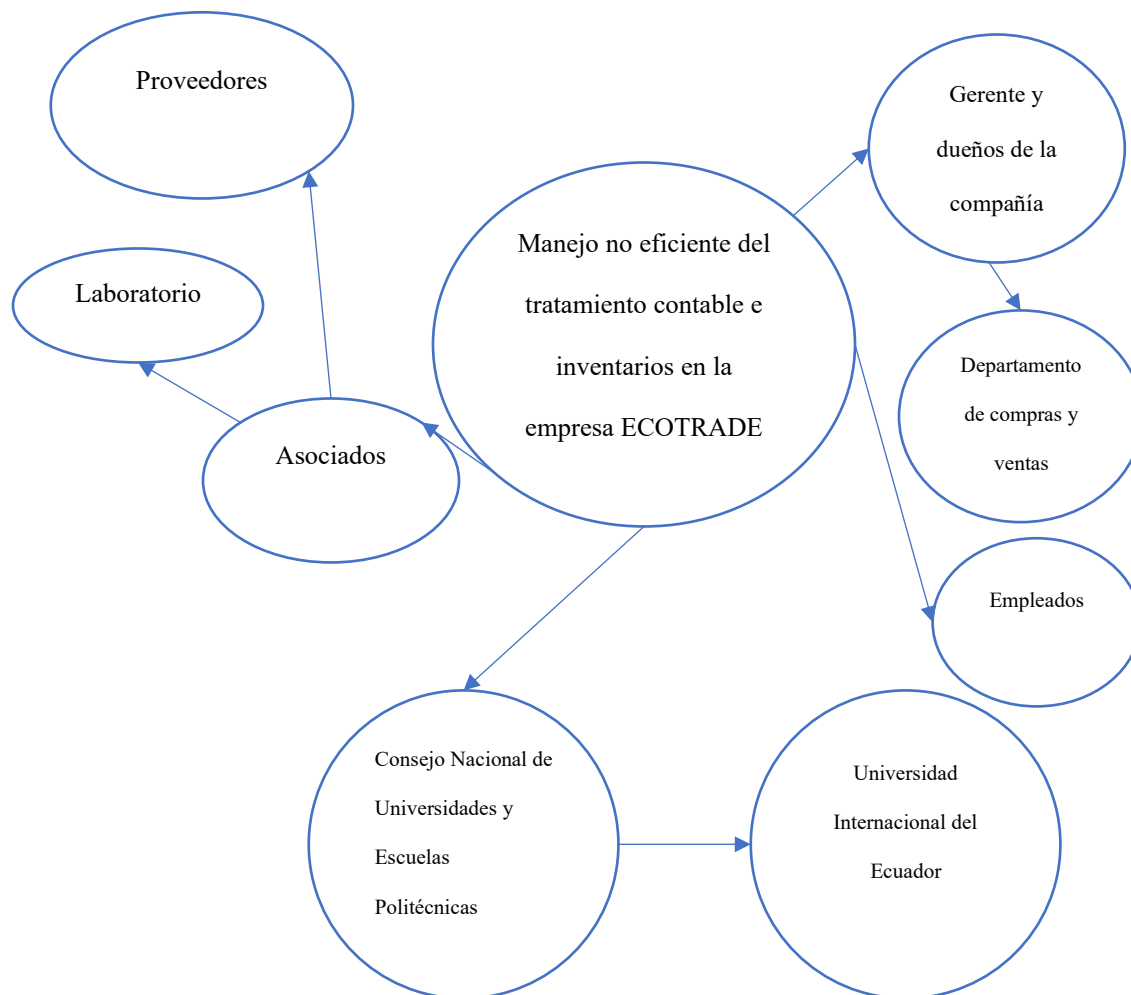 Proveedores
Gerente y
dueños de la
compañía
Manejo no eficiente del
tratamiento contable e
inventarios en la
empresa ECOTRADE
Laboratorio
Departamento
de compras y
ventas
Asociados
Empleados
Consejo Nacional de
Universidades y
Escuelas
Politécnicas
Universidad
Internacional del
Ecuador